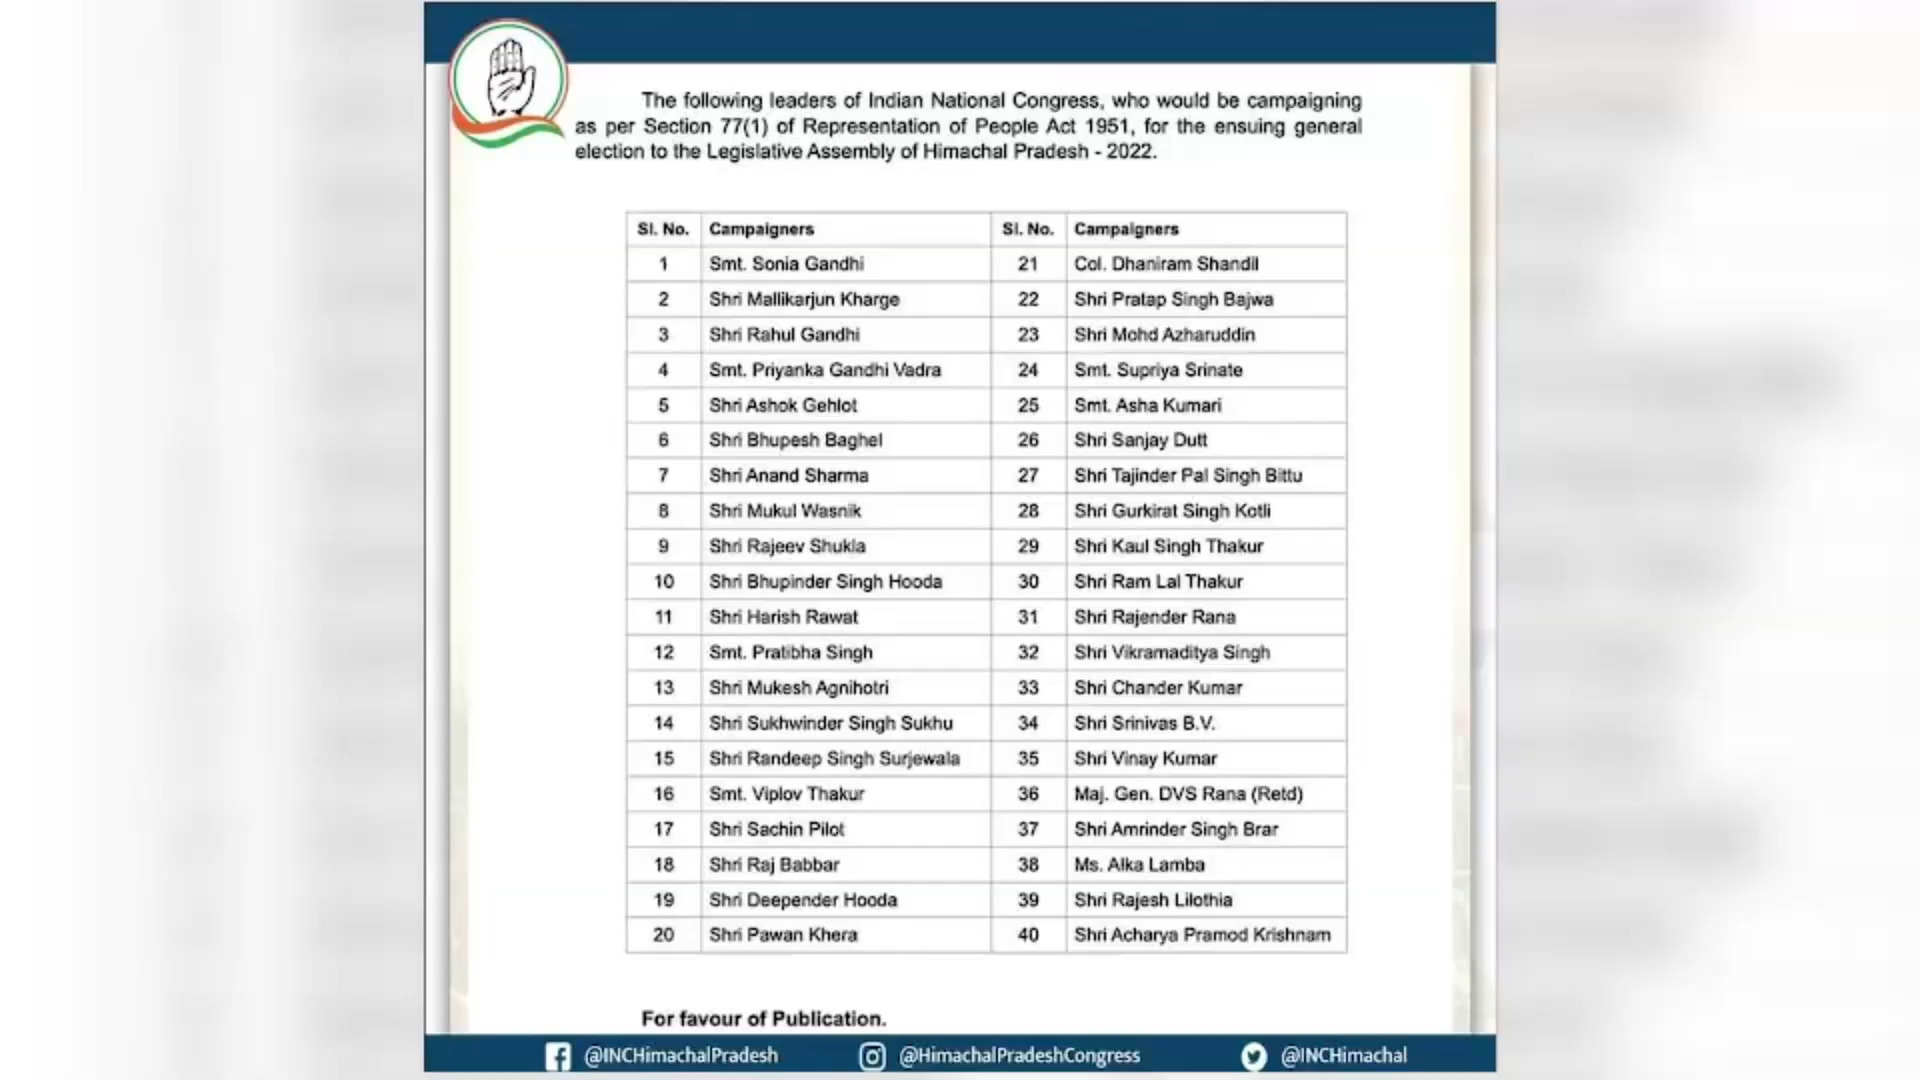 The following leaders of Indian National Congress, who would be campaigning
as per Section 77(1) of Representation of People Act 1951, for the ensuing general
election to the Legislative Assembly of Himachal Pradesh - 2022.
Sl. No. Campaigners Sl. No. Campaigners
1 Smt. Sonia Gandhi 21 Col. Dhaniram Shandil
2 Shri Mallikarjun Kharge 22 Shri Pratap Singh Bajwa
3 Shri Rahul Gandhi 23 Shri Mohd Azharuddin
4 Smt. Priyanka Gandhi Vadra 24 Smt. Supriya Srinate
5 Shri Ashok Gehlot 25 Smt. Asha Kumari
6 Shri Bhupesh Baghel 26 Shri Sanjay Dutt
7 Shri Anand Sharma 27 Shri Tajinder Pal Singh Bittu
8 Shri Mukul Wasnik 28 Shri Gurkirat Singh Kotli
9 Shri Rajeev Shukla 29 Shri Kaul Singh Thakur
10 Shri Bhupinder Singh Hooda 30 Shri Ram Lal Thakur
11 Shri Harish Rawat 31 Shri Rajender Rana
12 Smt. Pratibha Singh 32 Shri Vikramaditya Singh
13 Shri Mukesh Agnihotri 33 Shri Chander Kumar
14 Shri Sukhwinder Singh Sukhu 34 Shri Srinivas B.V.
15 Shri Randeep Singh Surjewala 35 Shri Vinay Kumar
16 Smt. Viplov Thakur 36 Maj. Gen. DVS Rana (Retd)
17 Shri Sachin Pilot 37 Shri Amrinder Singh Brar
18 Shri Raj Babbar 38 Ms. Alka Lamba
19 Shri Deepender Hooda 39 Shri Rajesh Lilothia
20 Shri Pawan Khera 40 Shri Acharya Pramod Krishnam
For favour of Publication.
@INCHimachalPradesh @HimachalPradeshCongress @INCHimachal